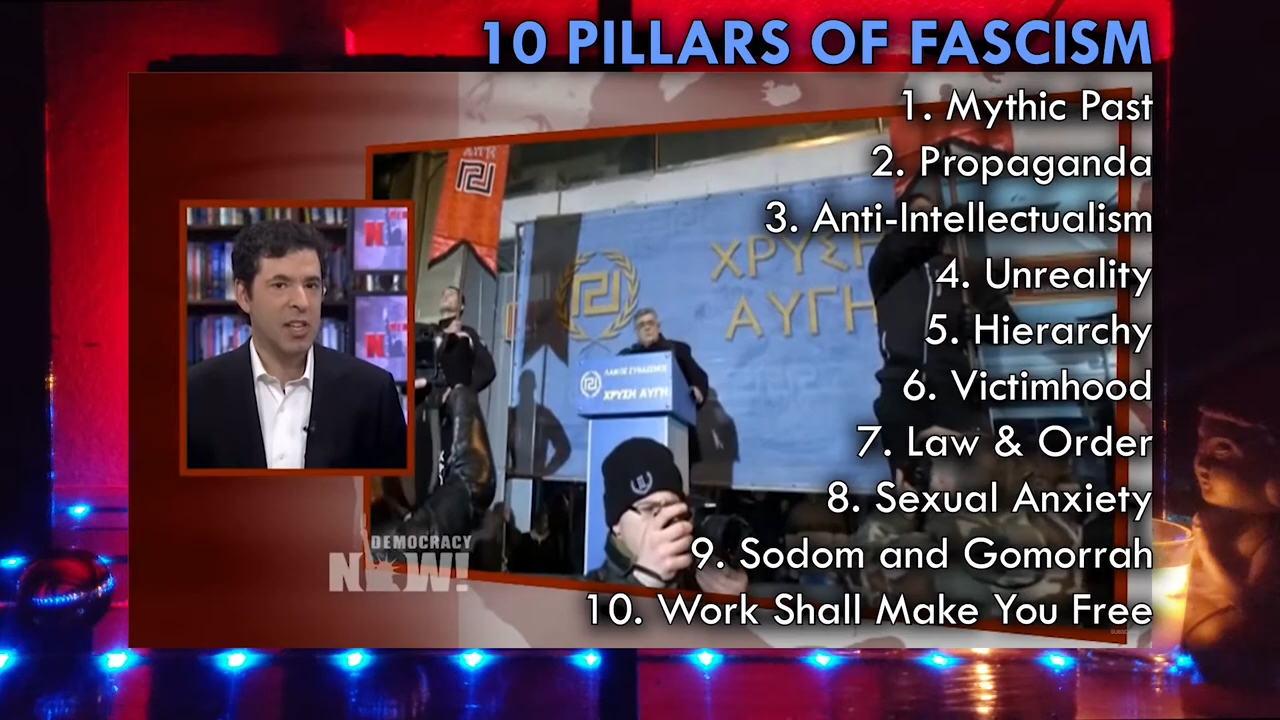 10 PILLARS OF FASCISM
1. Mythic Past
2. Propaganda
3. Anti-Intellectualism
4. Unreality
5. Hierarchy
6. Victimhood
7. Law & Order
8. Sexual Anxiety
9. Sodom and Gomorrah
10. Work Shall Make You Free
ΧΡΥΣΗ
ΑΥΓΗ
ΛΑΪΚΟΣ ΣΥΝΔΕΣΜΟΣ
ΧΡΥΣΗ ΑΥΓΗ
DEMOCRACY
NOW!